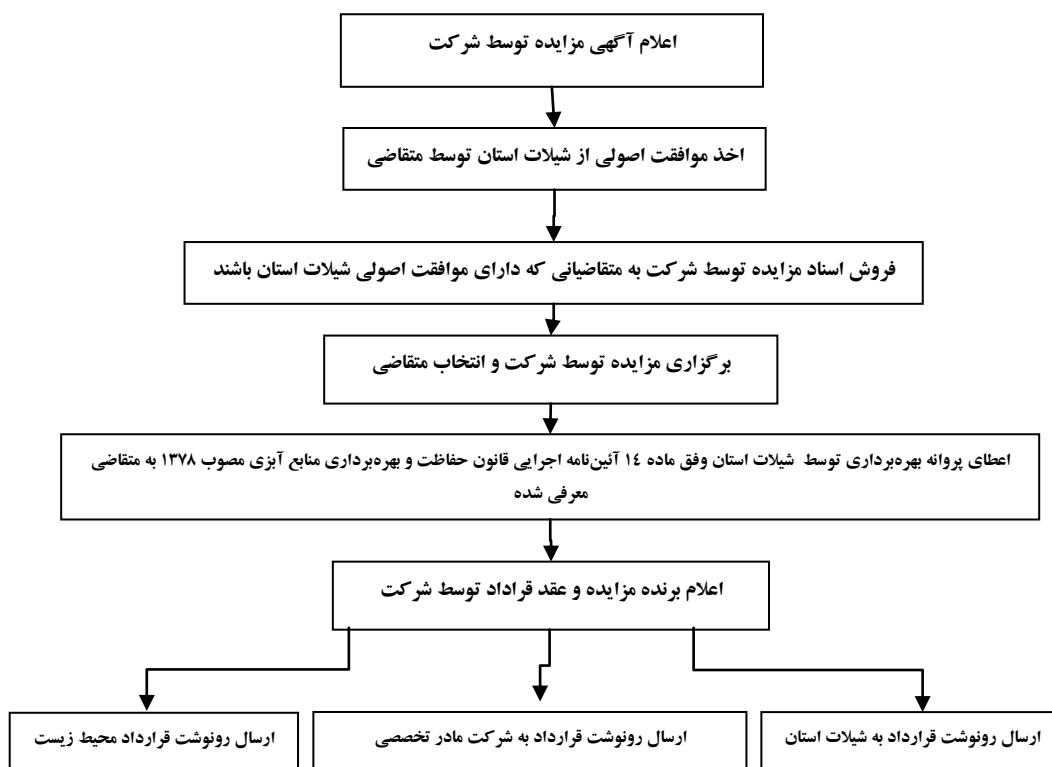 اعلام آگهی مزایده توسط شرکت
اخذ موافقت اصولی از شیلات استان توسط متقاضی
فروش اسناد مزایده توسط شرکت به متقاضیانی که دارای موافقت اصولی شیلات استان باشند
برگزاری مزایده توسط شرکت و انتخاب متقاضی
اعطای پروانه بهره‌برداری توسط شیلات استان وفق ماده ١٤ آئین‌نامه اجرایی قانون حفاظت و بهره‌برداری منابع آبزی مصوب ١٣٧٨ به متقاضی
معرفی شده
اعلام برنده مزایده و عقد قراداد توسط شرکت
ارسال رونوشت قرارداد به شیلات استان
ارسال رونوشت قرارداد به شرکت مادر تخصصی
ارسال رونوشت قرارداد محیط زیست